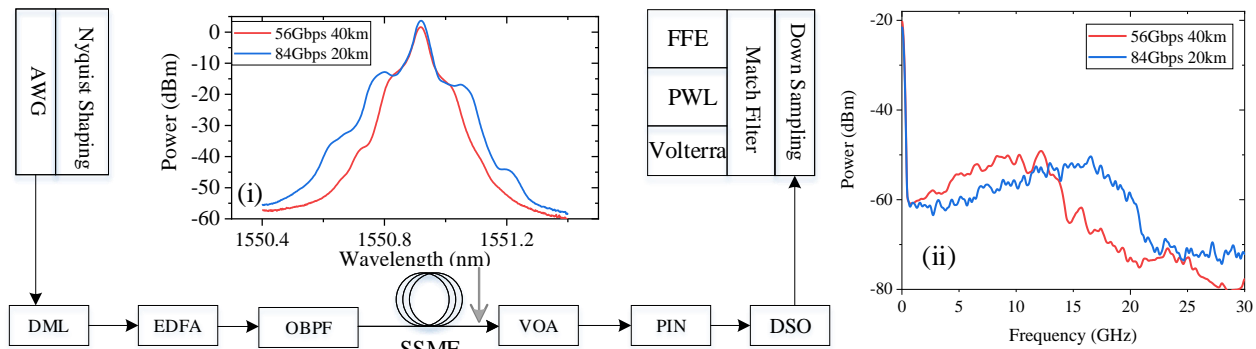 AWG
Nyquist Shaping
0
-10
-20
-30
-40
-50
-60
Power (dBm)
56Gbps 40km
84Gbps 20km
(i)
1550.4
1550.8
1551.2
Wavelength (nm)
FFE
PWL
Volterra
Match Filter
Down Sampling
DML
EDFA
OBPF
SSMF
VOA
PIN
DSO
-20
-40
-60
-80
Power (dBm)
56Gbps 40km
84Gbps 20km
(ii)
0
5
10
15
20
25
30
Frequency (GHz)